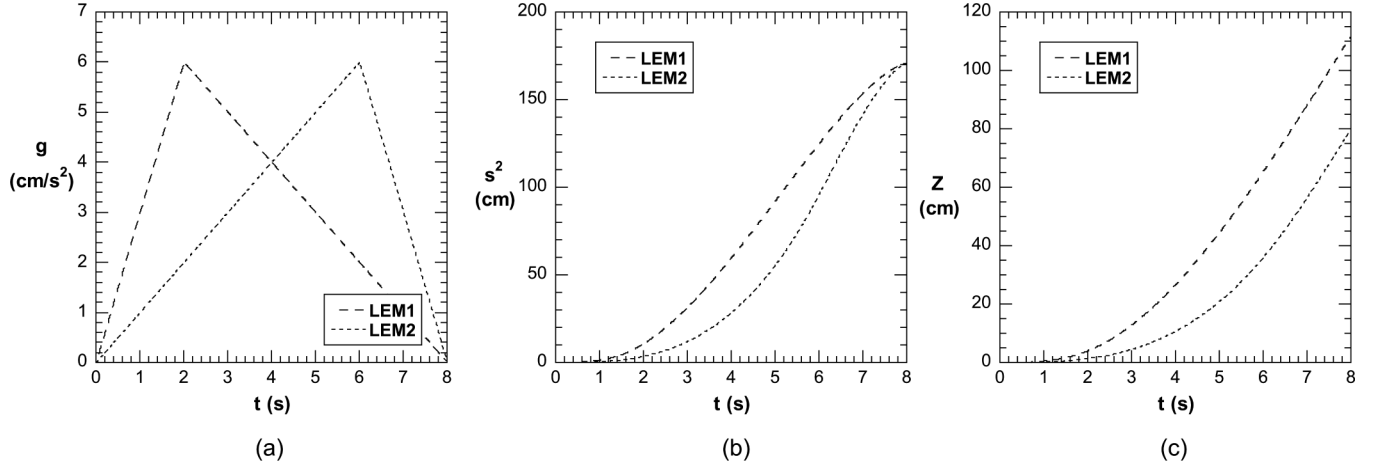 7
6
5
4
3
2
1
0
g
(cm/s²)
LEM1
LEM2
0 1 2 3 4 5 6 7 8
t (s)
(a)
200
150
100
50
0
s²
(cm)
LEM1
LEM2
0 1 2 3 4 5 6 7 8
t (s)
(b)
120
100
80
60
40
20
0
Z
(cm)
LEM1
LEM2
0 1 2 3 4 5 6 7 8
t (s)
(c)